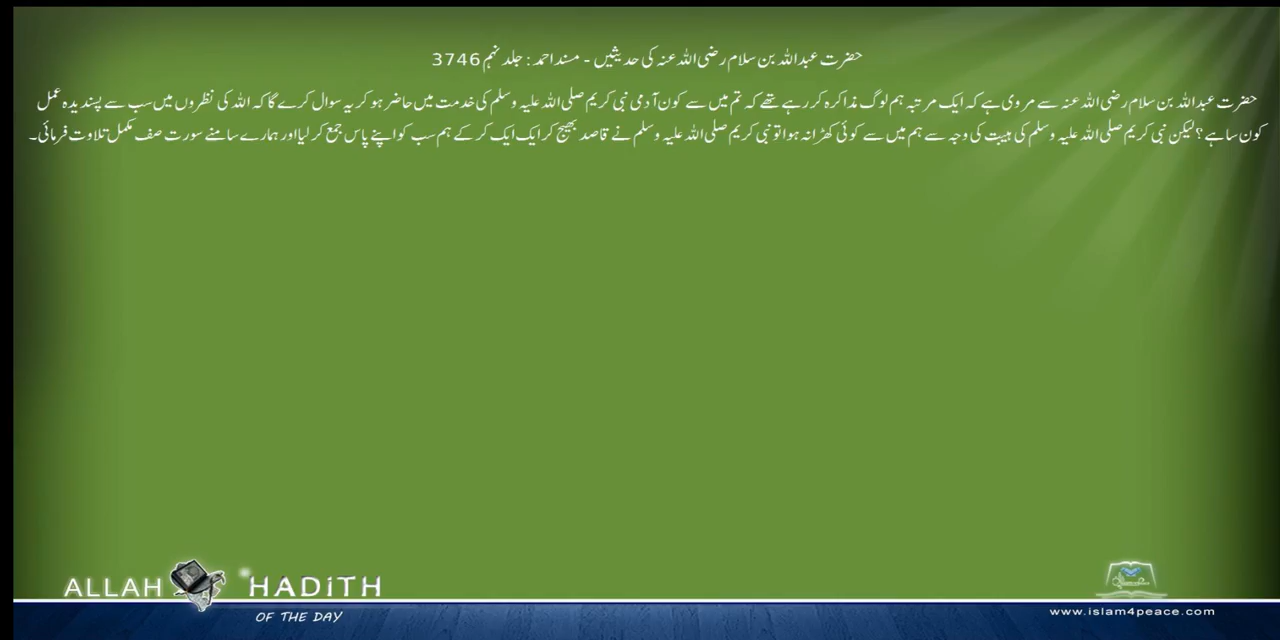 حضرت عبداللہ بن سلام رضی اللہ عنہ کی حدیثیں - مسند احمد : جلد نہم 3746
حضرت عبداللہ بن سلام رضی اللہ عنہ سے مروی ہے کہ ایک مرتبہ ہم لوگ مذاکرہ کر رہے تھے کہ تم میں سے کون آدمی نبی کریم صلی اللہ علیہ وسلم کی خدمت میں حاضر ہو کر یہ سوال کرے گا کہ اللہ کی نظروں میں سب سے پسندیدہ عمل
کون سا ہے ؟ لیکن نبی کریم صلی اللہ علیہ وسلم کی ہیبت کی وجہ سے ہم میں سے کوئی کھڑا نہ ہوا تو نبی کریم صلی اللہ علیہ وسلم نے قاصد بھیج کر ایک ایک کر کے ہم سب کو اپنے پاس جمع کر لیا اور ہمارے سامنے سورت صف مکمل تلاوت فرمائی۔
ALLAH HADITH
OF THE DAY
www.islam4peace.com